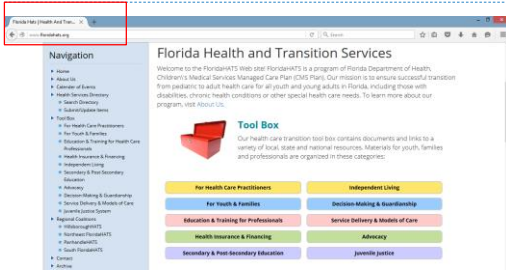 Florida Hats | Health And Tran...
www.floridahats.org
Search
Navigation
Home
About Us
Calendar of Events
Health Services Directory
Search Directory
Submit/Update Items
Tool Box
For Health Care Practitioners
For Youth & Families
Education & Training for Health Care
Professionals
Health Insurance & Financing
Independent Living
Secondary & Post-Secondary
Education
Advocacy
Decision-Making & Guardianship
Service Delivery & Models of Care
Juvenile Justice System
Regional Coalitions
HillsboroughHATS
Northeast FloridaHATS
PanhandleHATS
South FloridaHATS
Contact
Archive
Florida Health and Transition Services
Welcome to the FloridaHATS Web site! FloridaHATS is a program of Florida Department of Health,
Children's Medical Services Managed Care Plan (CMS Plan). Our mission is to ensure successful transition
from pediatric to adult health care for all youth and young adults in Florida, including those with
disabilities, chronic health conditions or other special health care needs. To learn more about our
program, visit About Us.
Tool Box
Our health care transition tool box contains documents and links to a
variety of local, state and national resources. Materials for youth, families
and professionals are organized in these categories:
For Health Care Practitioners
Independent Living
For Youth & Families
Decision-Making & Guardianship
Education & Training for Professionals
Service Delivery & Models of Care
Health Insurance & Financing
Advocacy
Secondary & Post-Secondary Education
Juvenile Justice